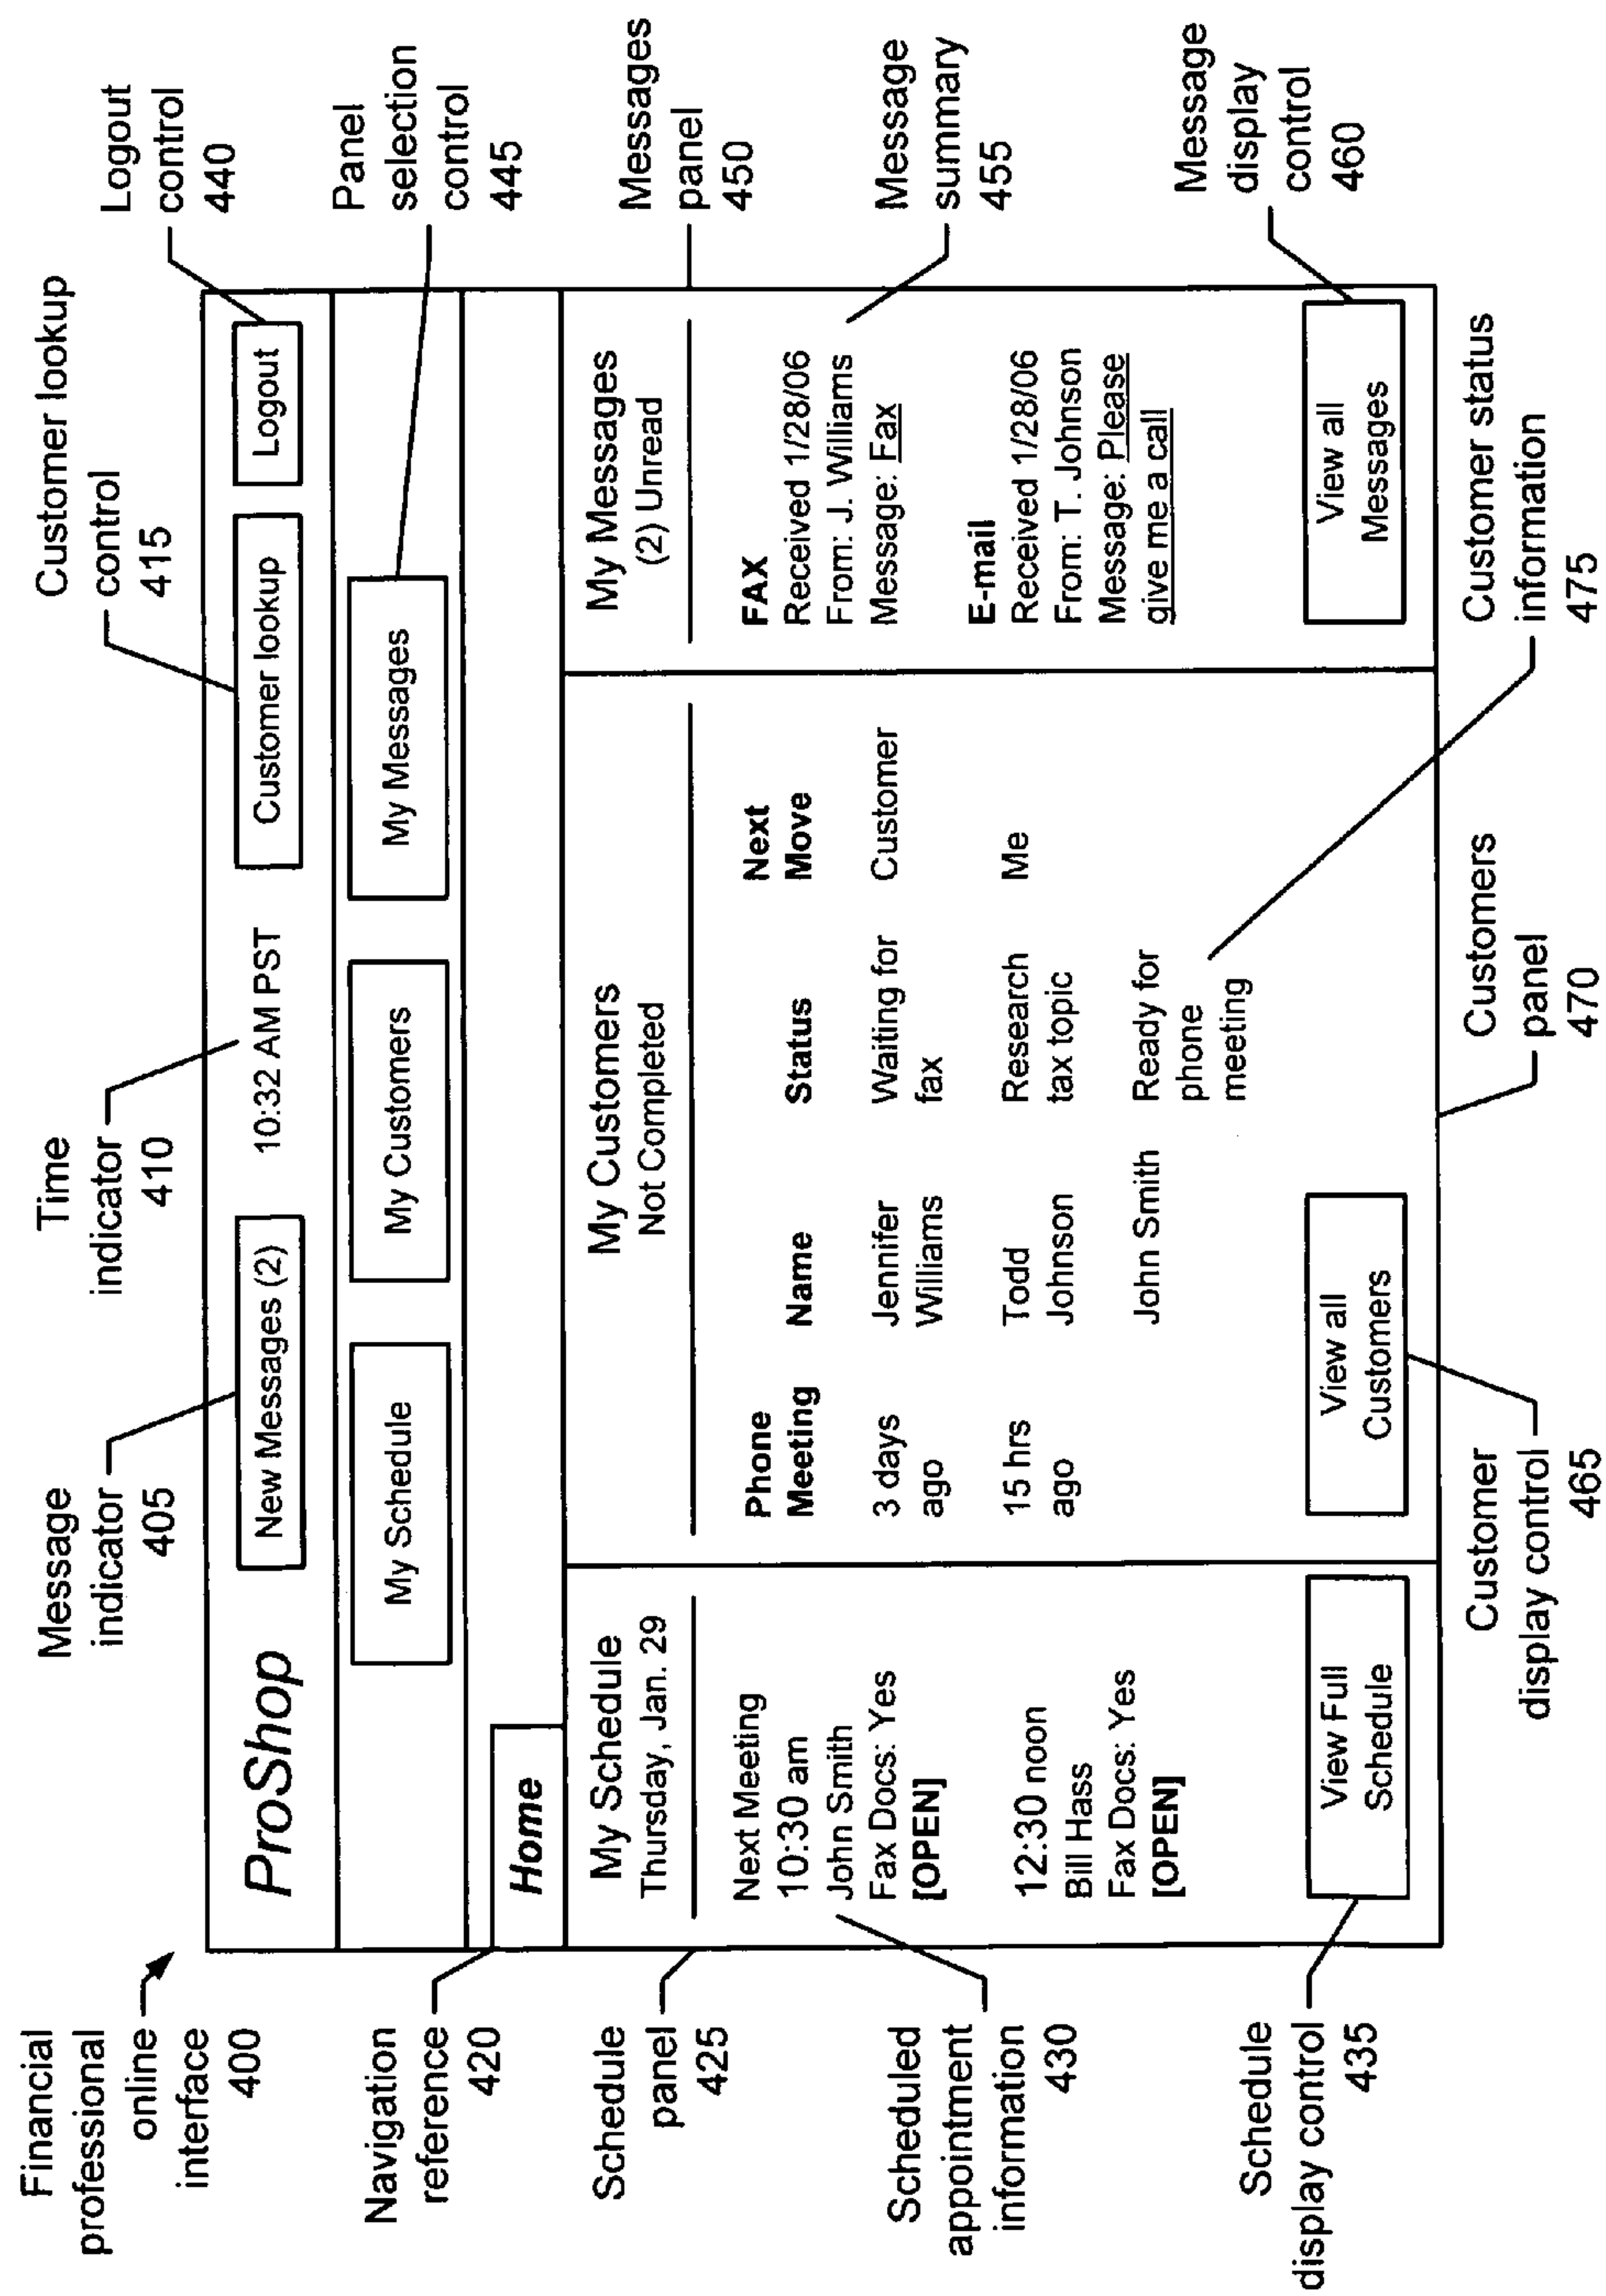 Financial
professional
online
interface
400
Message
indicator
405
Time
indicator
410
Customer lookup
control
415
Logout
control
440
Panel
selection
control
445
Messages
panel
450
Message
summary
455
Message
display
control
460
Navigation
reference
420
Schedule
panel
425
Scheduled
appointment
information
430
Schedule
display control
435
ProShop
New Messages (2)
10:32 AM PST
Customer lookup
Logout
My Schedule
My Customers
My Messages
Home
My Schedule
Thursday, Jan. 29
Next Meeting
10:30 am
John Smith
Fax Docs: Yes
[OPEN]
12:30 noon
Bill Hass
Fax Docs: Yes
[OPEN]
View Full
Schedule
My Customers
Not Completed
Phone
Meeting
Name
Status
Next
Move
3 days
ago
Jennifer
Williams
Waiting for
fax
Customer
15 hrs
ago
Todd
Johnson
Research
tax topic
Me
John Smith
Ready for
phone
meeting
View all
Customers
My Messages
(2) Unread
FAX
Received 1/28/06
From: J. Williams
Message: Fax
E-mail
Received 1/28/06
From: T. Johnson
Message: Please
give me a call
View all
Messages
Customer
display control
465
Customers
panel
470
Customer status
information
475